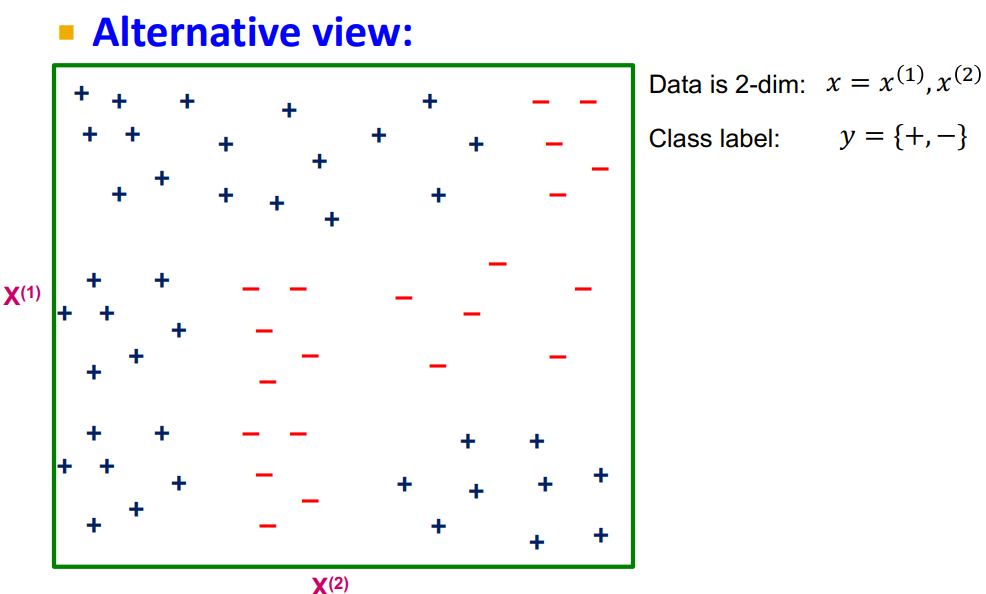 Alternative view:
Data is 2-dim: x = x⁽¹⁾, x⁽²⁾
Class label: y = {+, −}
X⁽¹⁾
X⁽²⁾